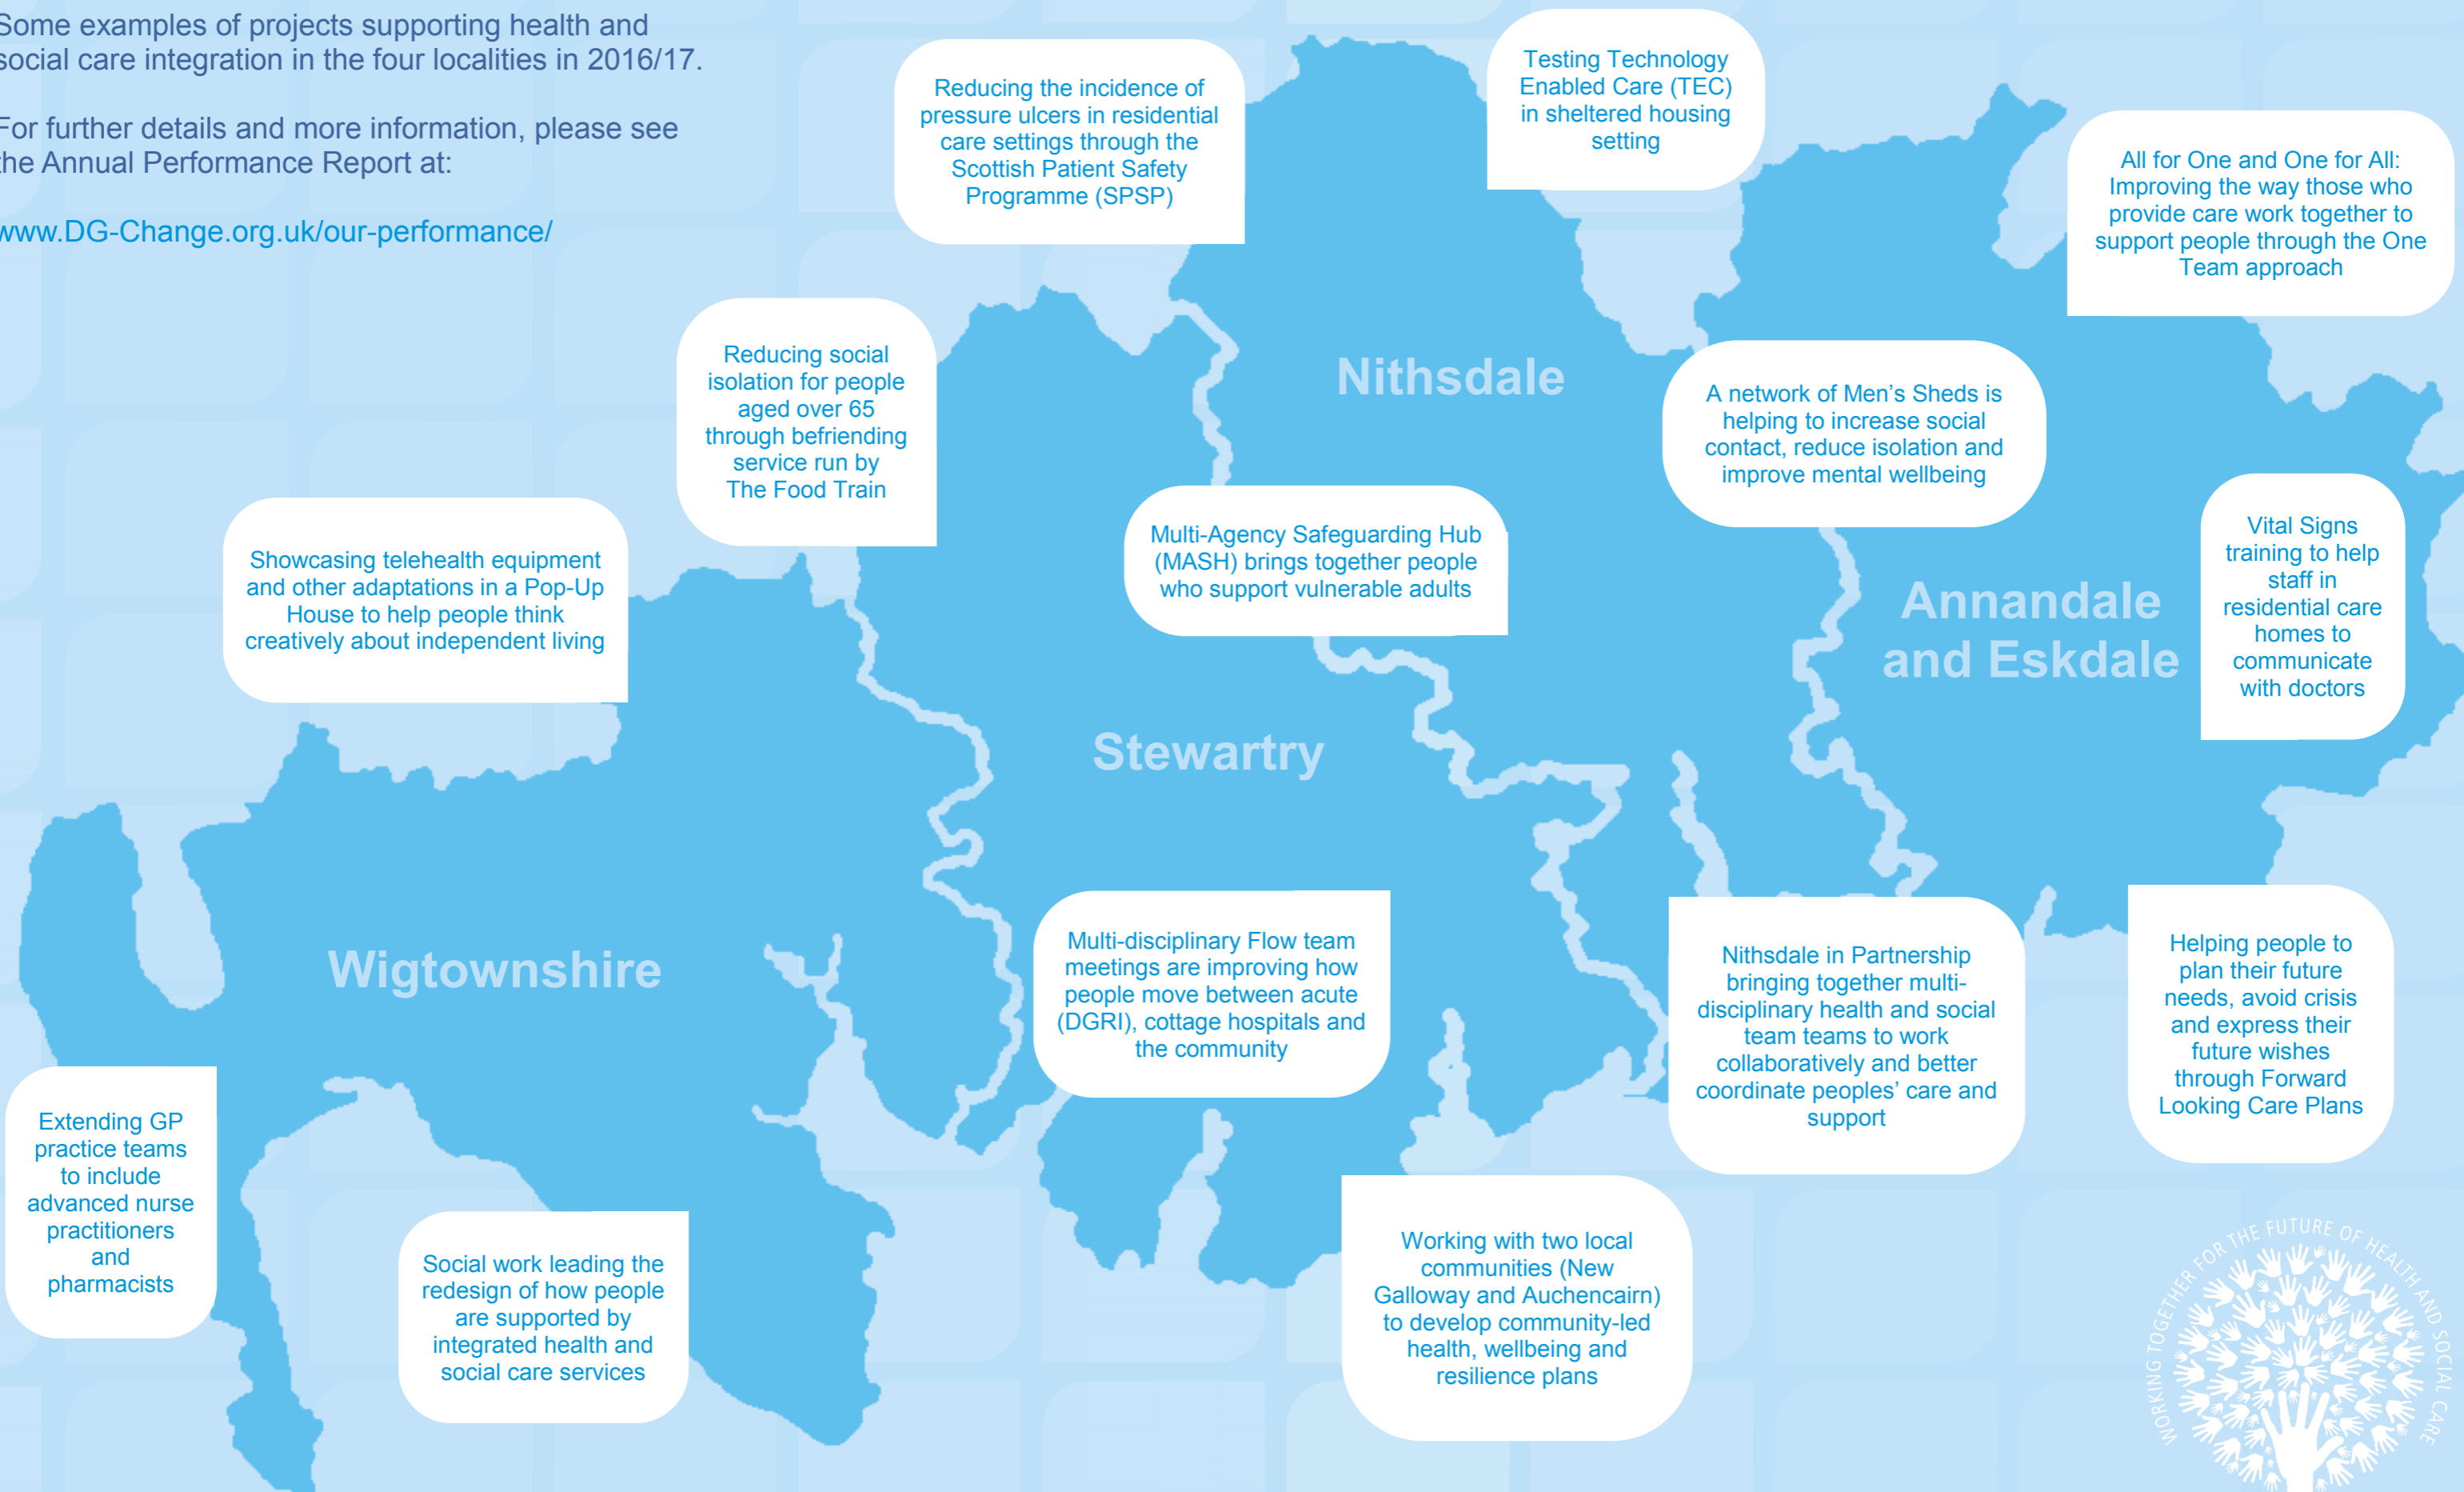 Some examples of projects supporting health and
social care integration in the four localities in 2016/17.
For further details and more information, please see
the Annual Performance Report at:
www.DG-Change.org.uk/our-performance/
Reducing the incidence of
pressure ulcers in residential
care settings through the
Scottish Patient Safety
Programme (SPSP)
Testing Technology
Enabled Care (TEC)
in sheltered housing
setting
All for One and One for All:
Improving the way those who
provide care work together to
support people through the One
Team approach
Reducing social
isolation for people
aged over 65
through befriending
service run by
The Food Train
Nithsdale
A network of Men's Sheds is
helping to increase social
contact, reduce isolation and
improve mental wellbeing
Showcasing telehealth equipment
and other adaptations in a Pop-Up
House to help people think
creatively about independent living
Multi-Agency Safeguarding Hub
(MASH) brings together people
who support vulnerable adults
Annandale
and Eskdale
Vital Signs
training to help
staff in
residential care
homes to
communicate
with doctors
Stewartry
Wigtownshire
Multi-disciplinary Flow team
meetings are improving how
people move between acute
(DGRI), cottage hospitals and
the community
Nithsdale in Partnership
bringing together multi-
disciplinary health and social
team teams to work
collaboratively and better
coordinate peoples' care and
support
Helping people to
plan their future
needs, avoid crisis
and express their
future wishes
through Forward
Looking Care Plans
Extending GP
practice teams
to include
advanced nurse
practitioners
and
pharmacists
Social work leading the
redesign of how people
are supported by
integrated health and
social care services
Working with two local
communities (New
Galloway and Auchencairn)
to develop community-led
health, wellbeing and
resilience plans
WORKING TOGETHER FOR THE FUTURE OF HEALTH AND SOCIAL CARE